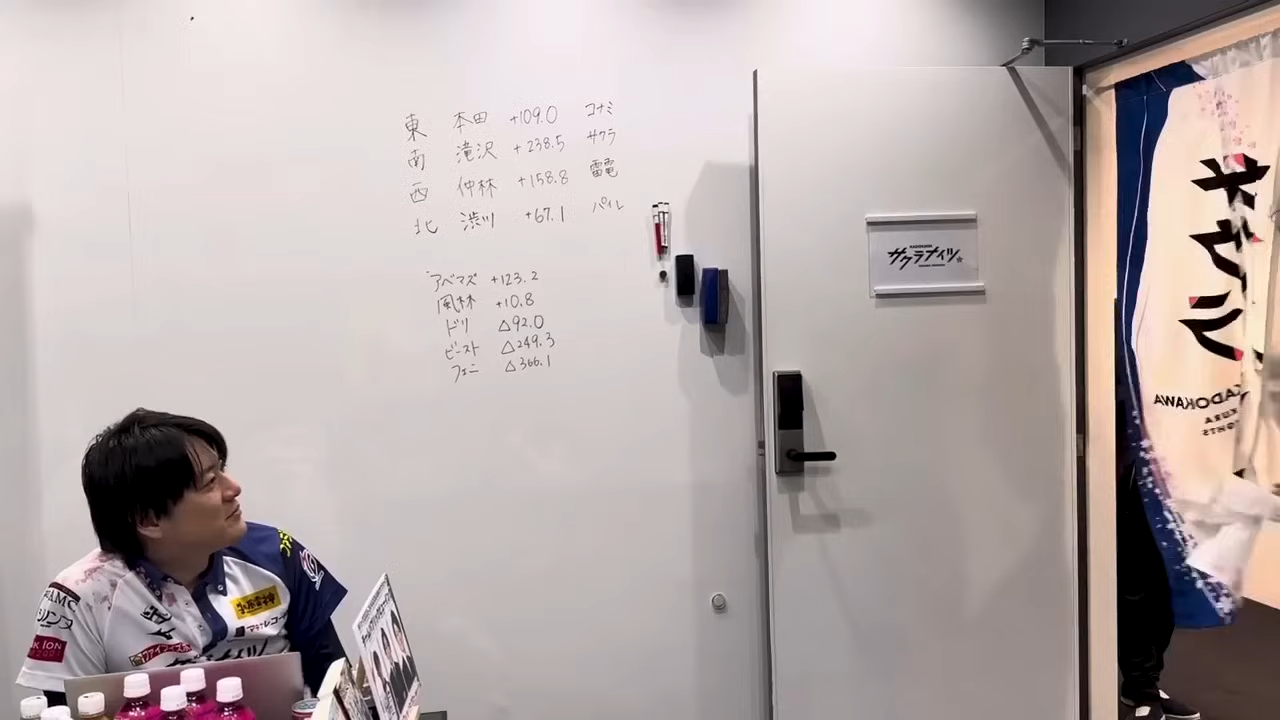 東 本田 +109.0 コナミ
南 滝沢 +238.5 サクラ
西 仲林 +158.8 雷電
北 渋川 +67.1 パイレ
アベマズ +123.2
風林 +10.8
ドリ △92.0
ビースト △249.3
フェニ △366.1
KADOKAWA
サクラナイツ
サクラ
KADOKAWA